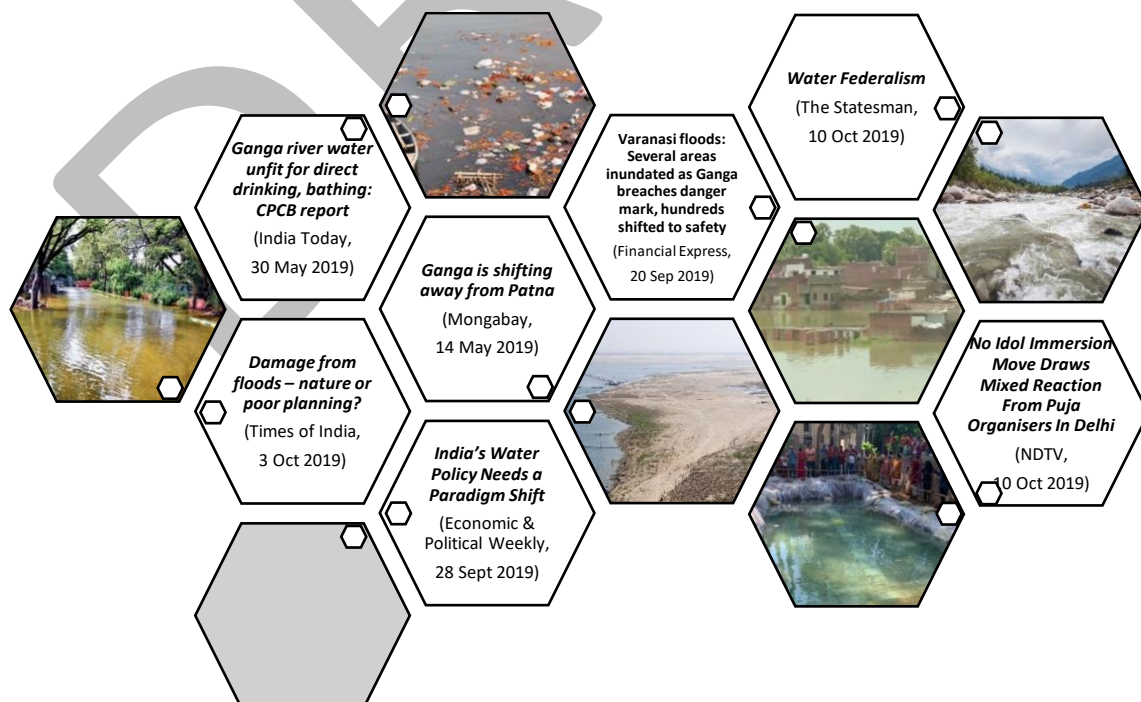 Water Federalism
(The Statesman,
10 Oct 2019)
Ganga river water
unfit for direct
drinking, bathing:
CPCB report
(India Today,
30 May 2019)
Varanasi floods:
Several areas
inundated as Ganga
breaches danger
mark, hundreds
shifted to safety
(Financial Express,
20 Sep 2019)
Ganga is shifting
away from Patna
(Mongabay,
14 May 2019)
No Idol Immersion
Move Draws
Mixed Reaction
From Puja
Organisers In Delhi
(NDTV,
10 Oct 2019)
Damage from
floods – nature or
poor planning?
(Times of India,
3 Oct 2019)
India’s Water
Policy Needs a
Paradigm Shift
(Economic &
Political Weekly,
28 Sept 2019)